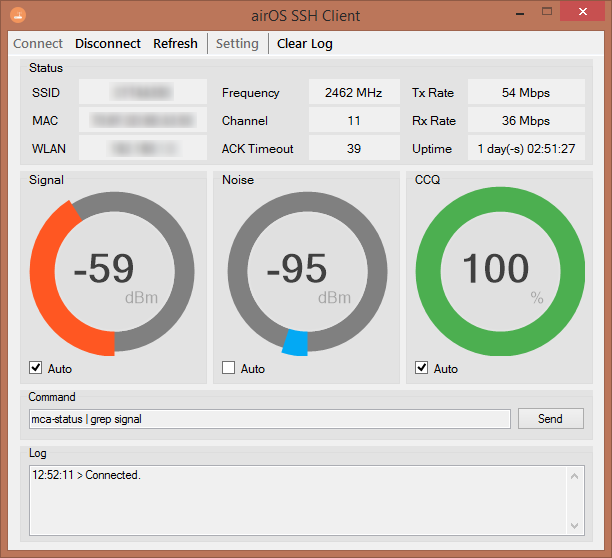 airOS SSH Client
Connect Disconnect Refresh Setting Clear Log
Status
SSID Frequency 2462 MHz Tx Rate 54 Mbps
MAC Channel 11 Rx Rate 36 Mbps
WLAN ACK Timeout 39 Uptime 1 day(-s) 02:51:27
Signal Noise CCQ
-59 -95 100
dBm dBm %
Auto Auto Auto
Command
mca-status | grep signal Send
Log
12:52:11 > Connected.